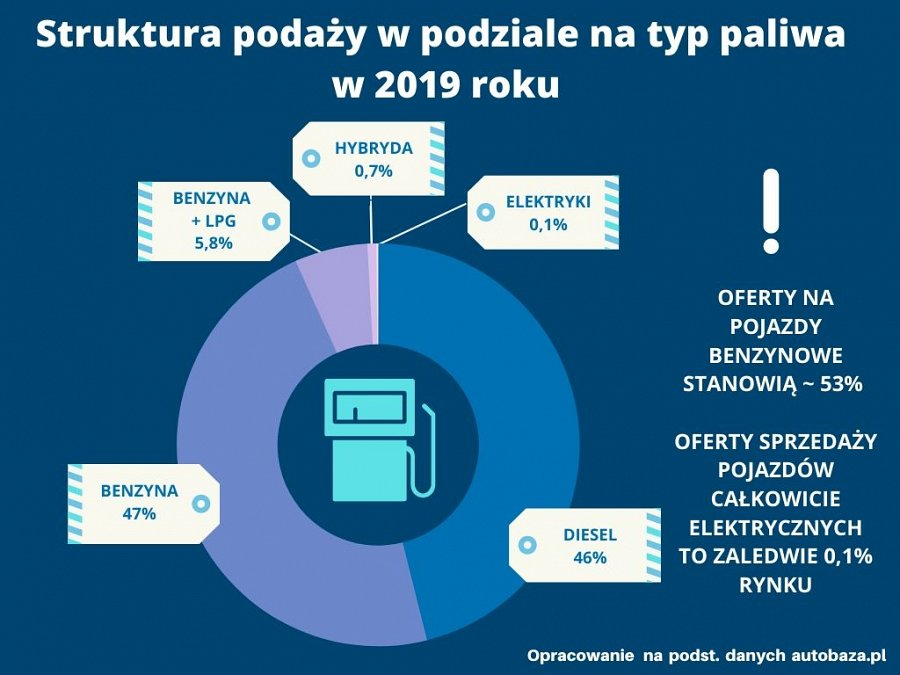 Struktura podaży w podziale na typ paliwa
w 2019 roku
HYBRYDA
0,7%
BENZYNA
+ LPG
5,8%
ELEKTRYKI
0,1%
OFERTY NA
POJAZDY
BENZYNOWE
STANOWIĄ ~ 53%
OFERTY SPRZEDAŻY
POJAZDÓW
CAŁKOWICIE
ELEKTRYCZNYCH
TO ZALEDWIE 0,1%
RYNKU
BENZYNA
47%
DIESEL
46%
Opracowanie na podst. danych autobaza.pl